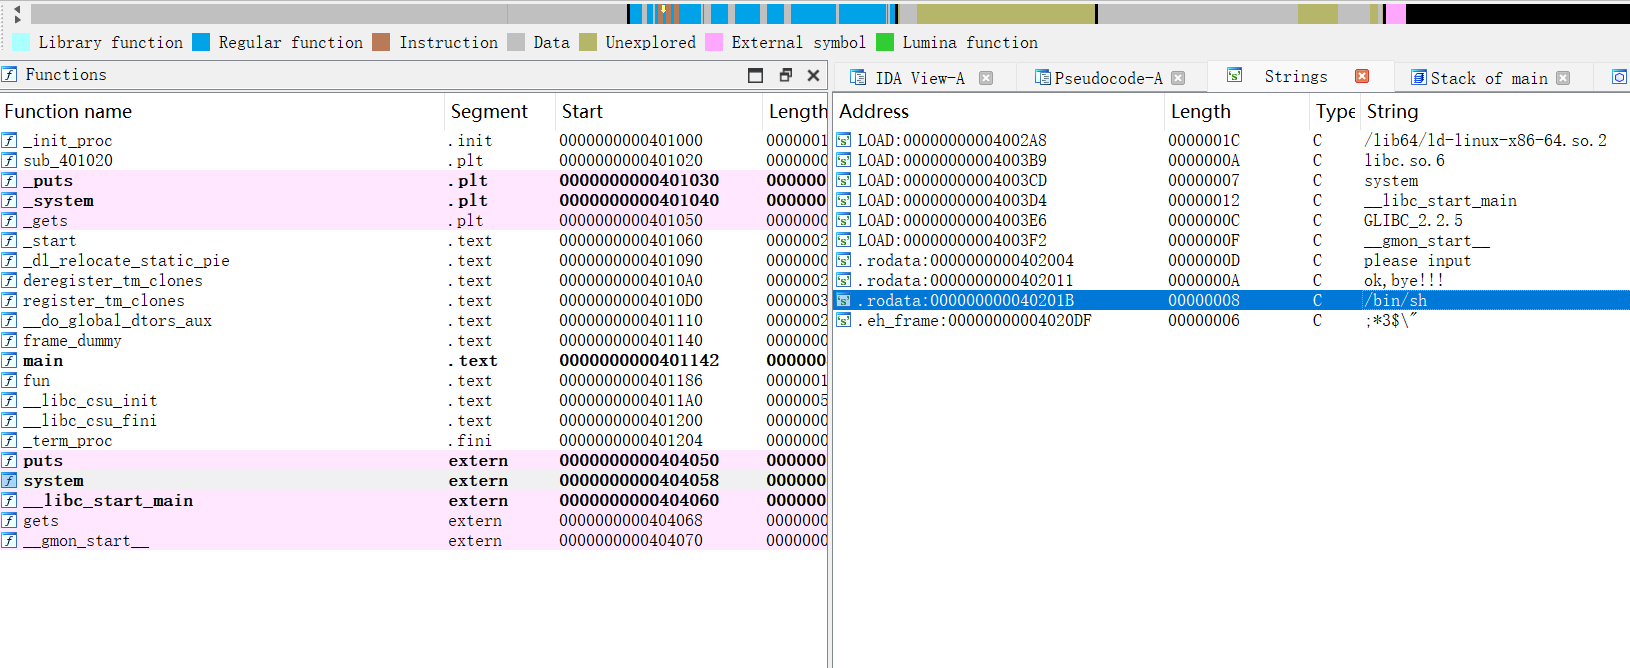 Library function Regular function Instruction Data Unexplored External symbol Lumina function
Functions
Function name Segment Start Length
_init_proc .init 0000000000401000 0000001
sub_401020 .plt 0000000000401020 000000
_puts .plt 0000000000401030 000000
_system .plt 0000000000401040 000000
_gets .plt 0000000000401050 000000
_start .text 0000000000401060 0000002
_dl_relocate_static_pie .text 0000000000401090 000000
deregister_tm_clones .text 00000000004010A0 0000002
register_tm_clones .text 00000000004010D0 0000003
__do_global_dtors_aux .text 0000000000401110 0000002
frame_dummy .text 0000000000401140 000000
main .text 0000000000401142 000000
fun .text 0000000000401186 0000001
__libc_csu_init .text 00000000004011A0 0000005
__libc_csu_fini .text 0000000000401200 000000
_term_proc .fini 0000000000401204 000000
puts extern 0000000000404050 000000
system extern 0000000000404058 000000
__libc_start_main extern 0000000000404060 000000
gets extern 0000000000404068 000000
__gmon_start__ extern 0000000000404070 000000
IDA View-A Pseudocode-A Strings Stack of main
Address Length Type String
LOAD:00000000004002A8 0000001C C /lib64/ld-linux-x86-64.so.2
LOAD:00000000004003B9 0000000A C libc.so.6
LOAD:00000000004003CD 00000007 C system
LOAD:00000000004003D4 00000012 C __libc_start_main
LOAD:00000000004003E6 0000000C C GLIBC_2.2.5
LOAD:00000000004003F2 0000000F C __gmon_start__
.rodata:0000000000402004 0000000D C please input
.rodata:0000000000402011 0000000A C ok,bye!!!
.rodata:000000000040201B 00000008 C /bin/sh
.eh_frame:00000000004020DF 00000006 C ;*3$\"